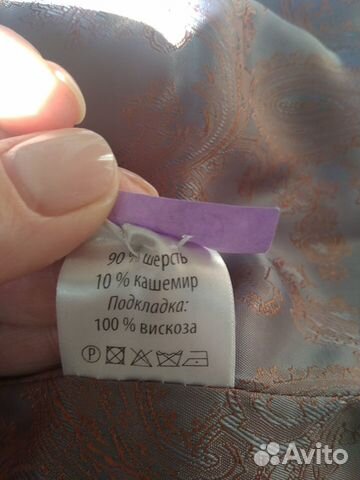 90 % шерсть
10 % кашемир
Подкладка:
100 % вискоза
P
Avito